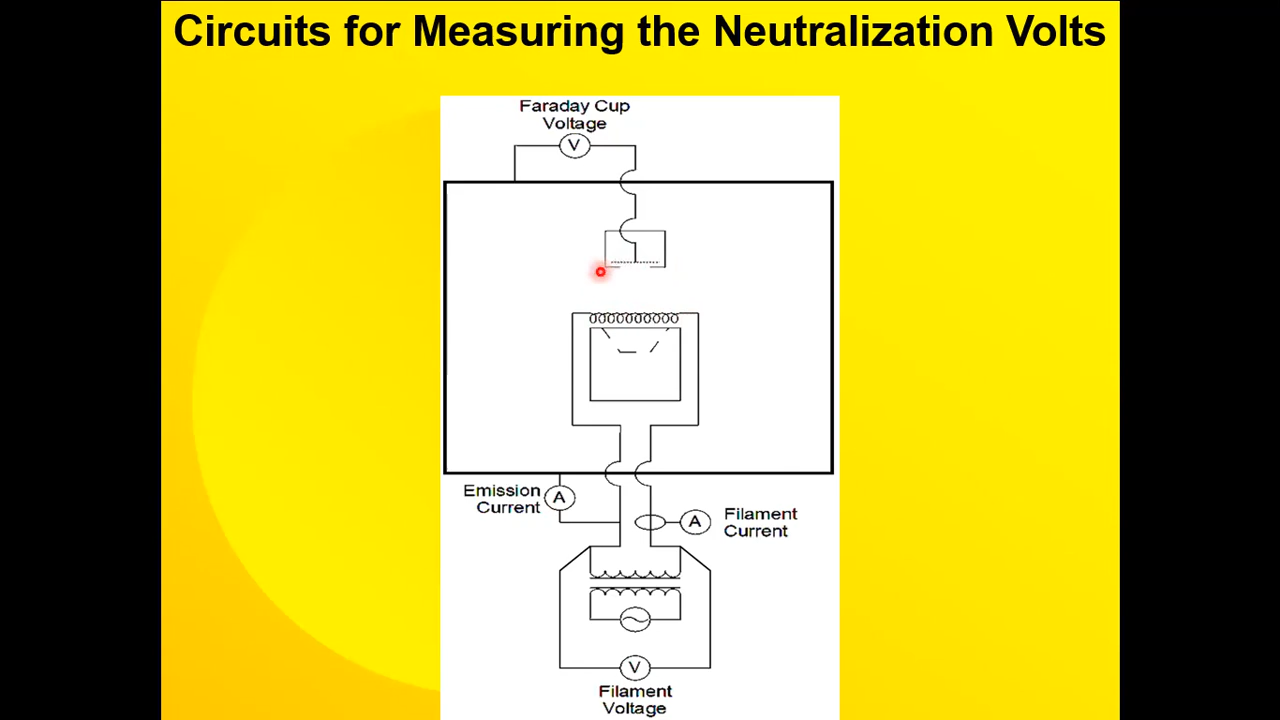 Circuits for Measuring the Neutralization Volts
Faraday Cup
Voltage
V
Emission
Current
A
A
Filament
Current
V
Filament
Voltage